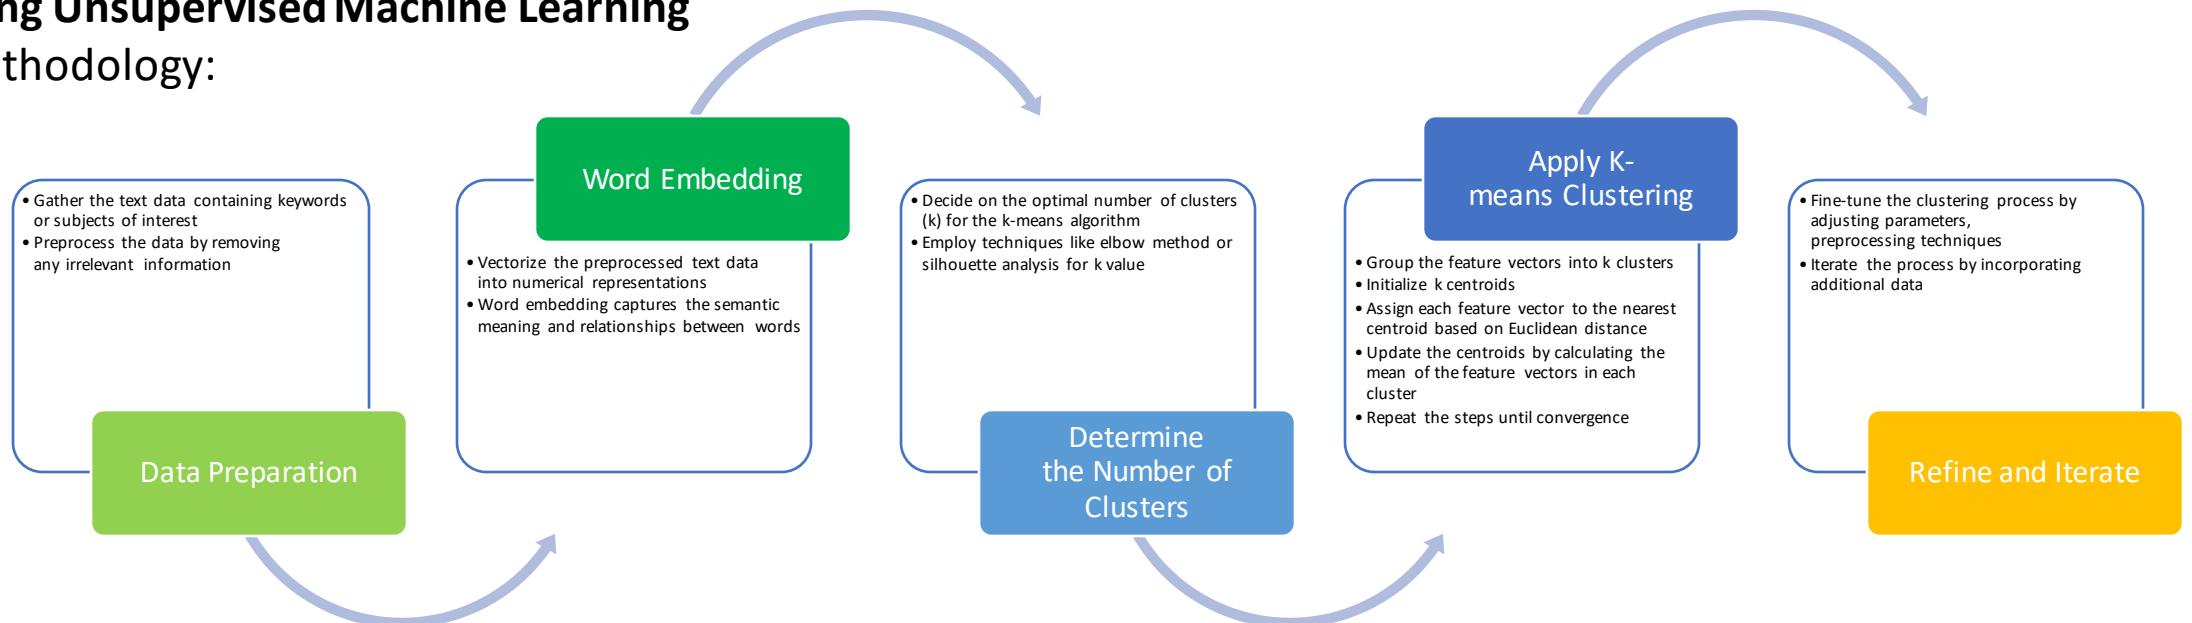 ng Unsupervised Machine Learning
thodology:
• Gather the text data containing keywords
or subjects of interest
• Preprocess the data by removing
any irrelevant information
Data Preparation
Word Embedding
• Vectorize the preprocessed text data
into numerical representations
• Word embedding captures the semantic
meaning and relationships between words
• Decide on the optimal number of clusters
(k) for the k-means algorithm
• Employ techniques like elbow method or
silhouette analysis for k value
Determine
the Number of
Clusters
Apply K-
means Clustering
• Group the feature vectors into k clusters
• Initialize k centroids
• Assign each feature vector to the nearest
centroid based on Euclidean distance
• Update the centroids by calculating the
mean of the feature vectors in each
cluster
• Repeat the steps until convergence
• Fine-tune the clustering process by
adjusting parameters,
preprocessing techniques
• Iterate the process by incorporating
additional data
Refine and Iterate